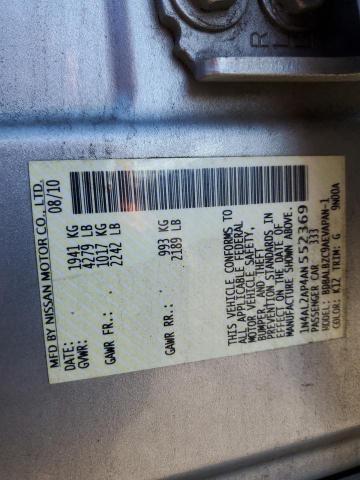 MFD BY NISSAN MOTOR CO., LTD.
DATE: 08/10
GVWR: 1941 KG
4279 LB
GAWR FR.: 1017 KG
2242 LB
GAWR RR.: 993 KG
2189 LB
THIS VEHICLE CONFORMS TO
ALL APPLICABLE FEDERAL
MOTOR VEHICLE SAFETY,
BUMPER, AND THEFT
PREVENTION STANDARDS IN
EFFECT ON THE DATE OF
MANUFACTURE SHOWN ABOVE.
1N4AL2AP4AN552369
PASSENGER CAR 333
MODEL: BDBALBZC9AEVAPAN-1
COLOR: K12 TRIM: G 9N00A
R